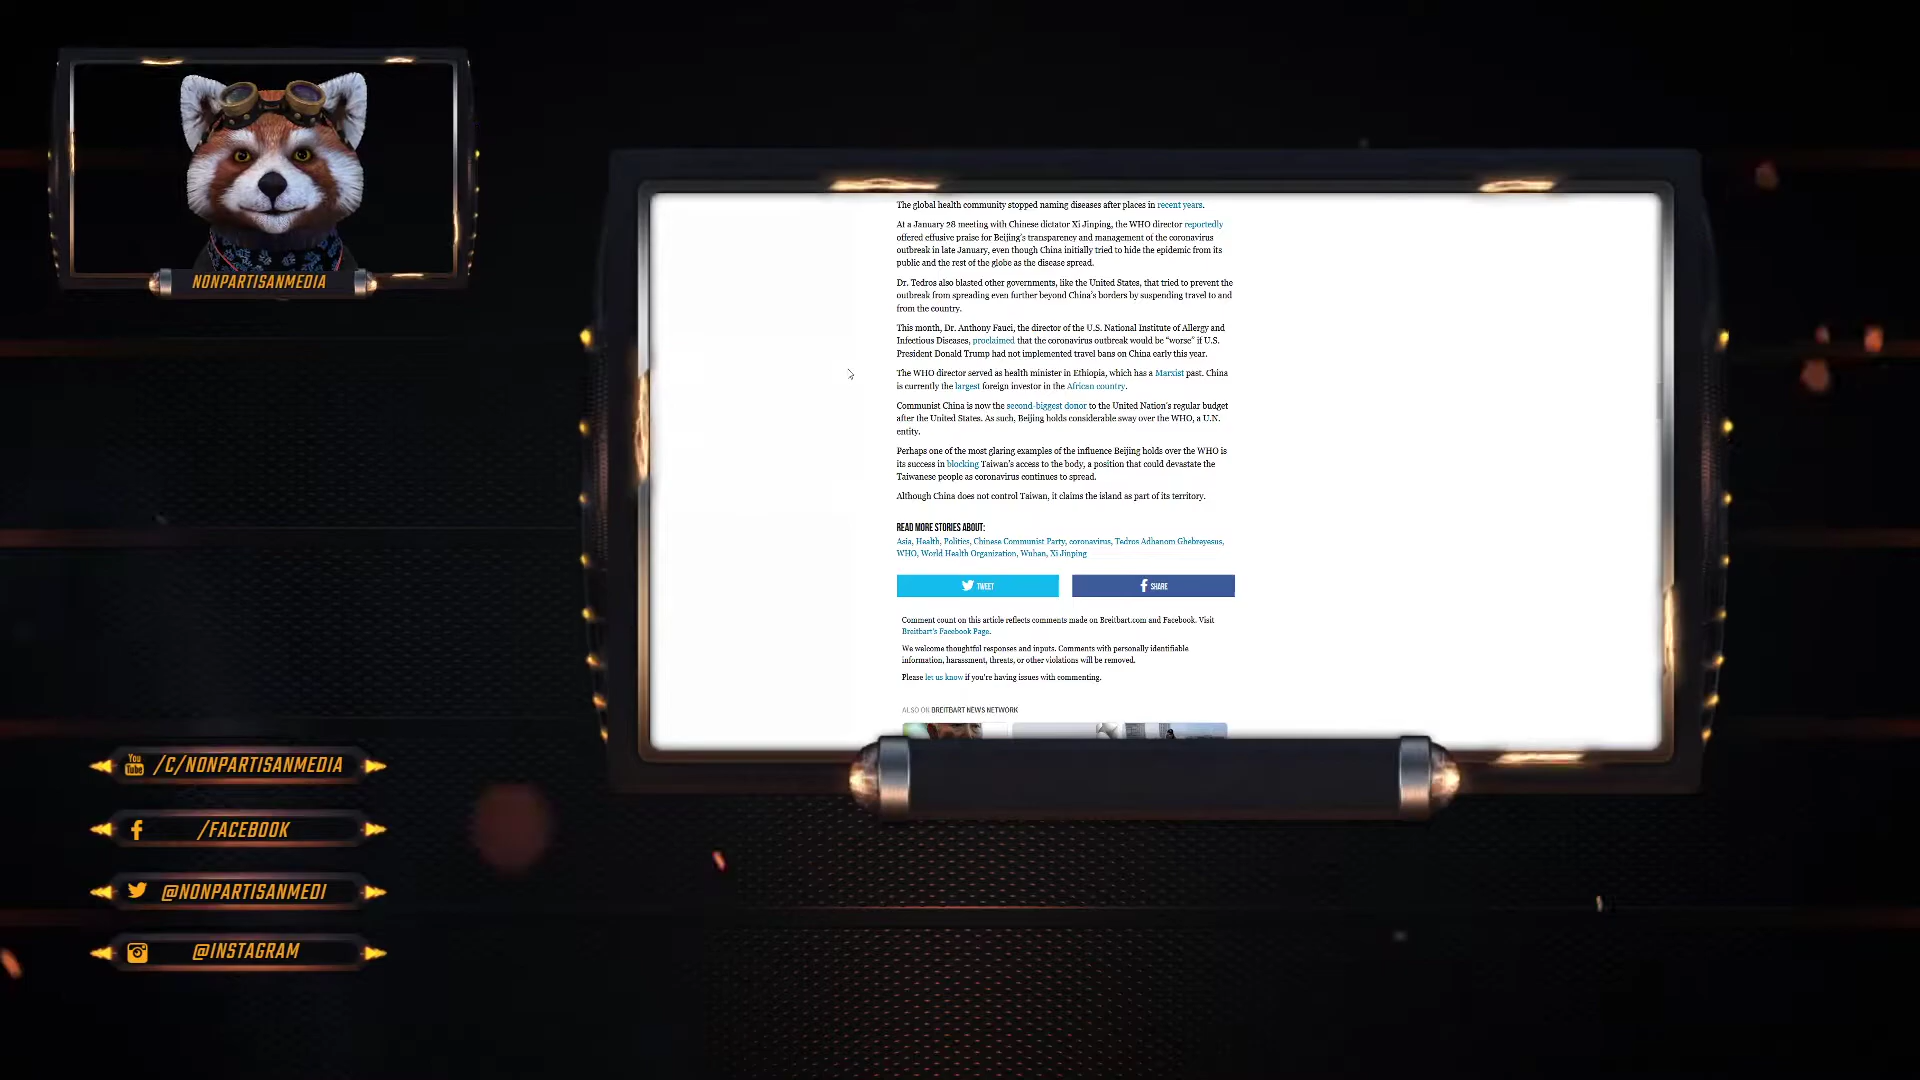 NONPARTISANMEDIA
The global health community stopped naming diseases after places in recent years.
At a January 28 meeting with Chinese dictator Xi Jinping, the WHO director reportedly
offered effusive praise for Beijing's transparency and management of the coronavirus
outbreak in late January, even though China initially tried to hide the epidemic from its
public and the rest of the globe as the disease spread.
Dr. Tedros also blasted other governments, like the United States, that tried to prevent the
outbreak from spreading even further beyond China's borders by suspending travel to and
from the country.
This month, Dr. Anthony Fauci, the director of the U.S. National Institute of Allergy and
Infectious Diseases, proclaimed that the coronavirus outbreak would be “worse” if U.S.
President Donald Trump had not implemented travel bans on China early this year.
The WHO director served as health minister in Ethiopia, which has a Marxist past. China
is currently the largest foreign investor in the African country.
Communist China is now the second-biggest donor to the United Nation's regular budget
after the United States. As such, Beijing holds considerable sway over the WHO, a U.N.
entity.
Perhaps one of the most glaring examples of the influence Beijing holds over the WHO is
its success in blocking Taiwan's access to the body, a position that could devastate the
Taiwanese people as coronavirus continues to spread.
Although China does not control Taiwan, it claims the island as part of its territory.
READ MORE STORIES ABOUT:
Asia, Health, Politics, Chinese Communist Party, coronavirus, Tedros Adhanom Ghebreyesus,
WHO, World Health Organization, Wuhan, Xi Jinping
TWEET
SHARE
Comment count on this article reflects comments made on Breitbart.com and Facebook. Visit
Breitbart's Facebook Page.
We welcome thoughtful responses and inputs. Comments with personally identifiable
information, harassment, threats, or other violations will be removed.
Please let us know if you're having issues with commenting.
ALSO ON BREITBART NEWS NETWORK
You Tube /C/NONPARTISANMEDIA
/FACEBOOK
@NONPARTISANMEDI
@INSTAGRAM